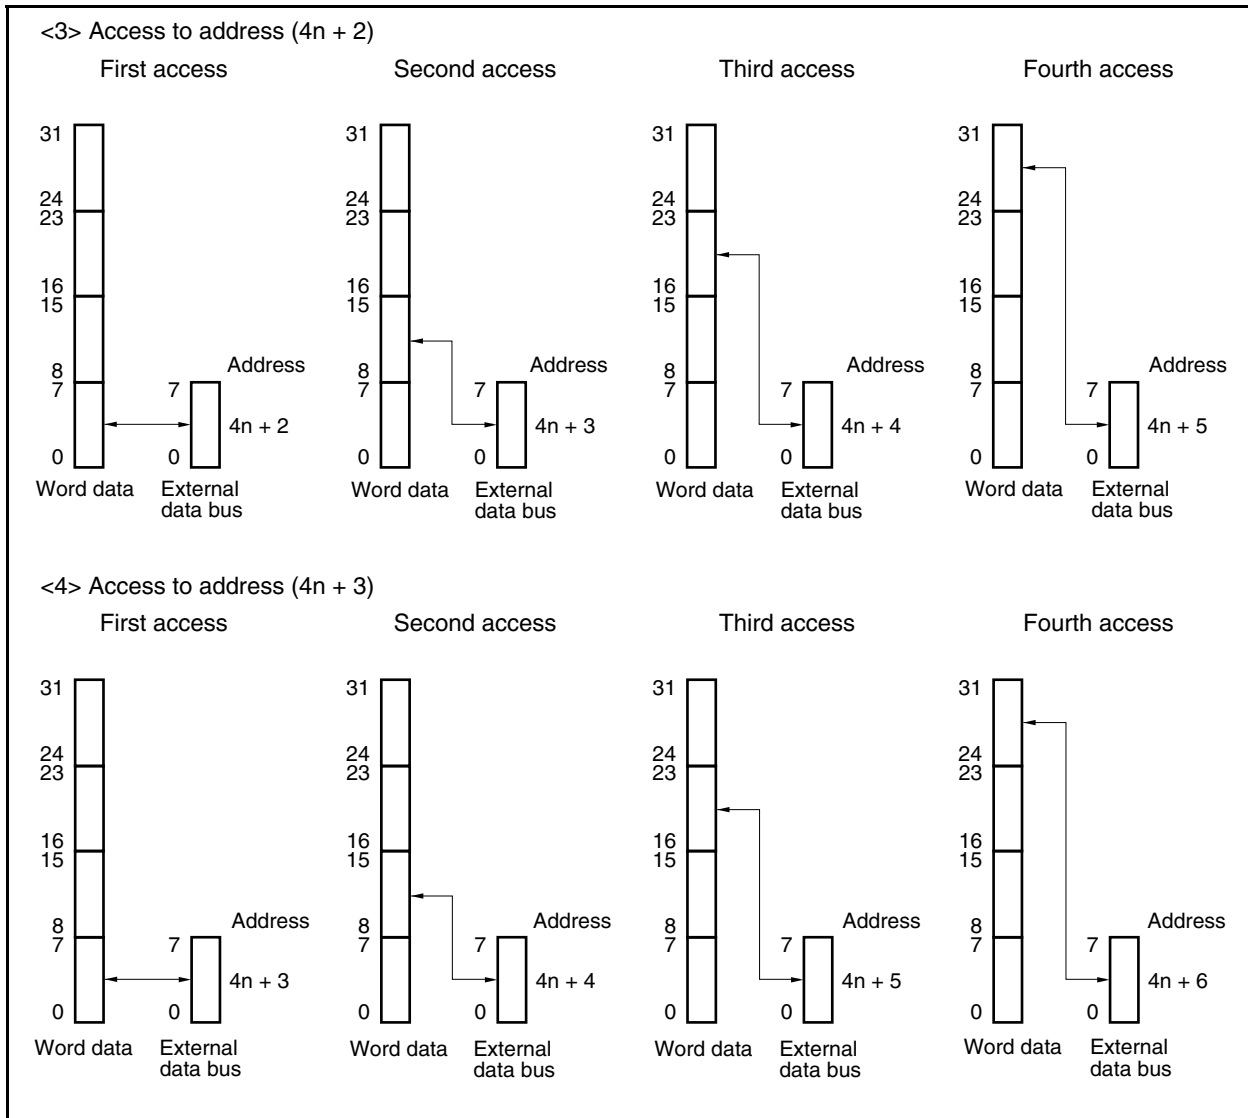 <3> Access to address (4n + 2)
First access
Second access
Third access
Fourth access
31
24
23
16
15
8
7
0
Address
7
4n + 2
0
Word data
External
data bus
31
24
23
16
15
8
7
0
Address
7
4n + 3
0
Word data
External
data bus
31
24
23
16
15
8
7
0
Address
7
4n + 4
0
Word data
External
data bus
31
24
23
16
15
8
7
0
Address
7
4n + 5
0
Word data
External
data bus
<4> Access to address (4n + 3)
First access
Second access
Third access
Fourth access
31
24
23
16
15
8
7
0
Address
7
4n + 3
0
Word data
External
data bus
31
24
23
16
15
8
7
0
Address
7
4n + 4
0
Word data
External
data bus
31
24
23
16
15
8
7
0
Address
7
4n + 5
0
Word data
External
data bus
31
24
23
16
15
8
7
0
Address
7
4n + 6
0
Word data
External
data bus